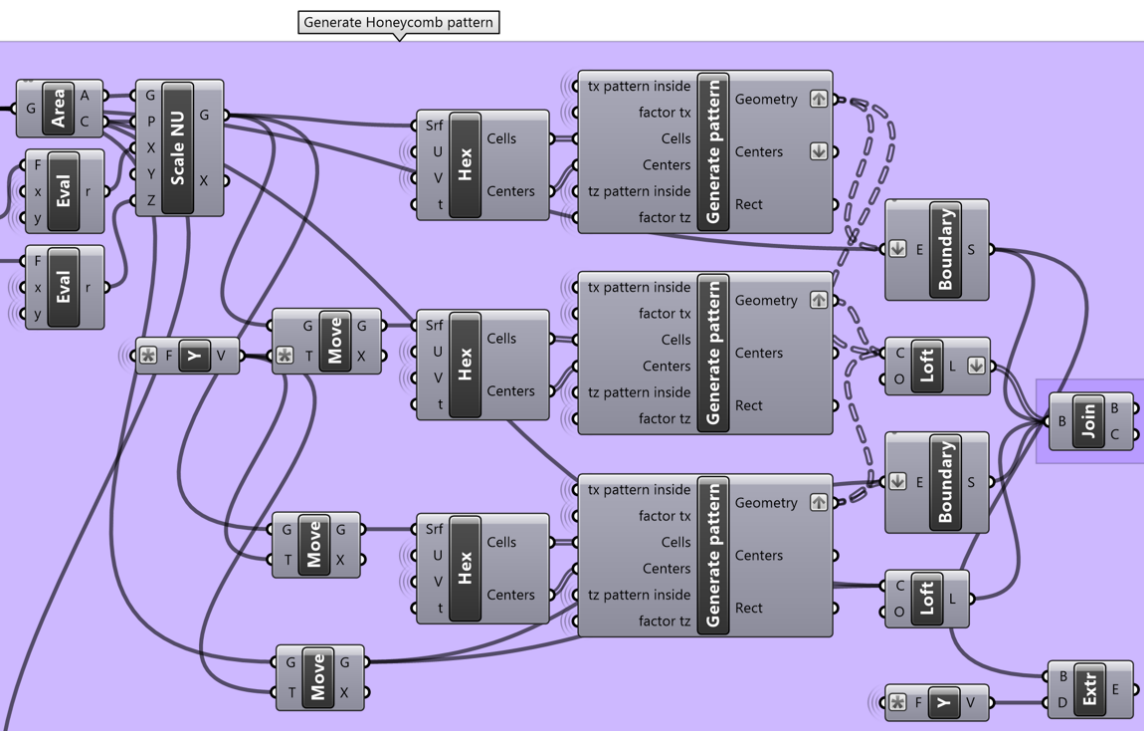 Generate Honeycomb pattern
G Area A C
G P X Y Z Scale NU G X
F x y Eval r
F x y Eval r
Srf U V t Hex Cells Centers
tx pattern inside factor tx Cells Centers tz pattern inside factor tz Generate pattern Geometry Centers Rect
E Boundary S
F Y V
G T Move G X
Srf U V t Hex Cells Centers
tx pattern inside factor tx Cells Centers tz pattern inside factor tz Generate pattern Geometry Centers Rect
C O Loft L
B Join B C
E Boundary S
G T Move G X
Srf U V t Hex Cells Centers
tx pattern inside factor tx Cells Centers tz pattern inside factor tz Generate pattern Geometry Centers Rect
C O Loft L
G T Move G X
F Y V
B D Extr E